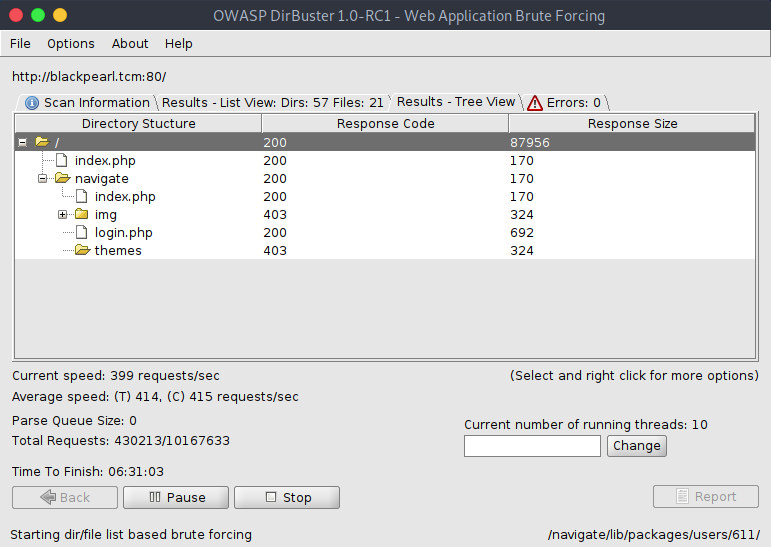 OWASP DirBuster 1.0-RC1 - Web Application Brute Forcing
File Options About Help
http://blackpearl.tcm:80/
Scan Information Results - List View: Dirs: 57 Files: 21 Results - Tree View Errors: 0
Directory Stucture Response Code Response Size
/ 200 87956
index.php 200 170
navigate 200 170
index.php 200 170
img 403 324
login.php 200 692
themes 403 324
Current speed: 399 requests/sec (Select and right click for more options)
Average speed: (T) 414, (C) 415 requests/sec
Parse Queue Size: 0 Current number of running threads: 10
Total Requests: 430213/10167633 Change
Time To Finish: 06:31:03
Back Pause Stop Report
Starting dir/file list based brute forcing /navigate/lib/packages/users/611/